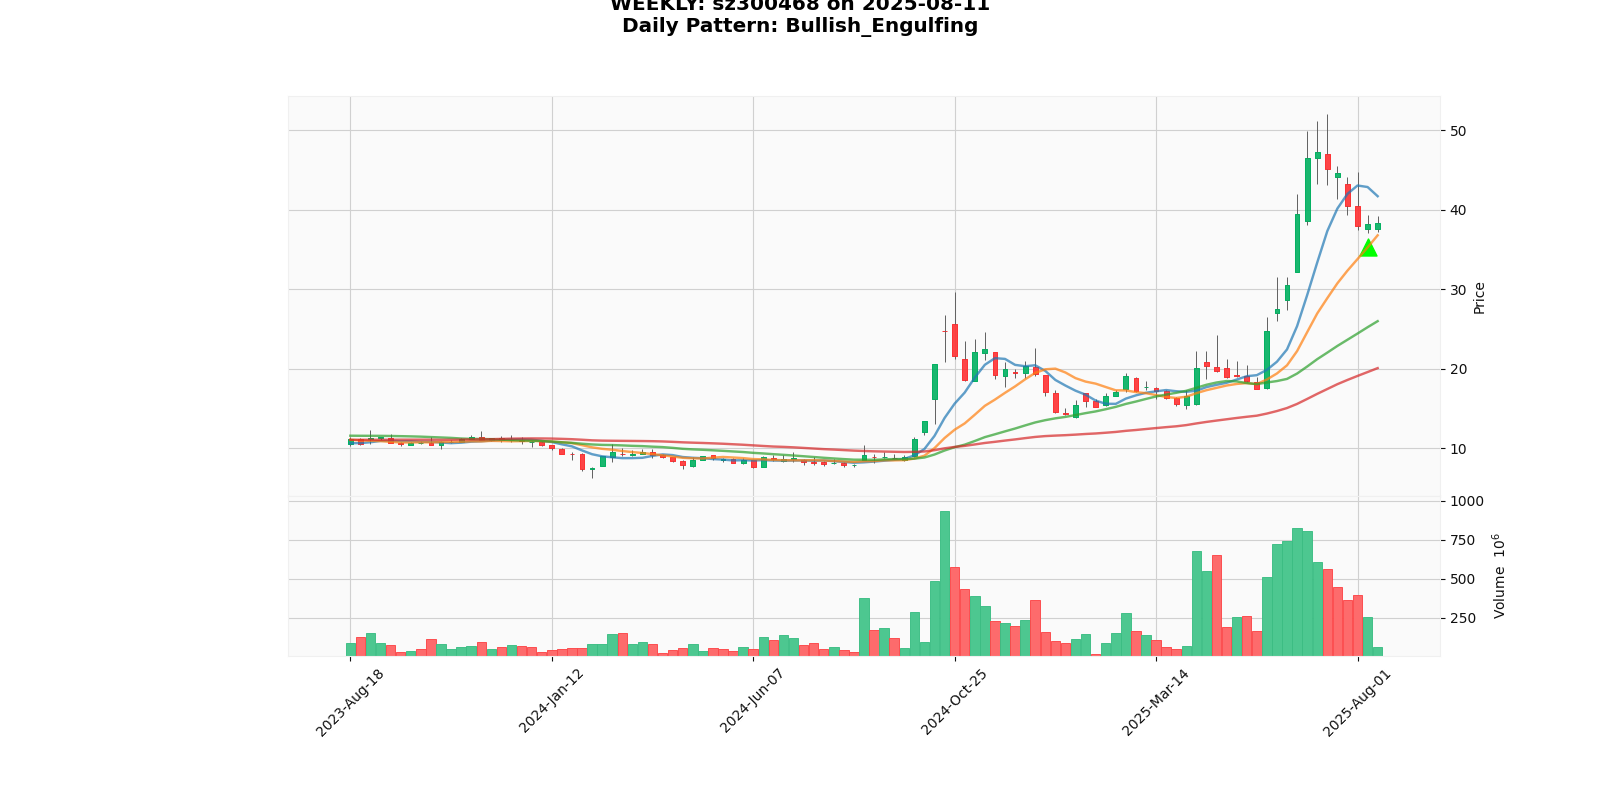 WEEKLY: sz300468 on 2025-08-11
Daily Pattern: Bullish_Engulfing
50
40
30
20
10
Price
1000
750
500
250
Volume 10^6
2023-Aug-18
2024-Jan-12
2024-Jun-07
2024-Oct-25
2025-Mar-14
2025-Aug-01